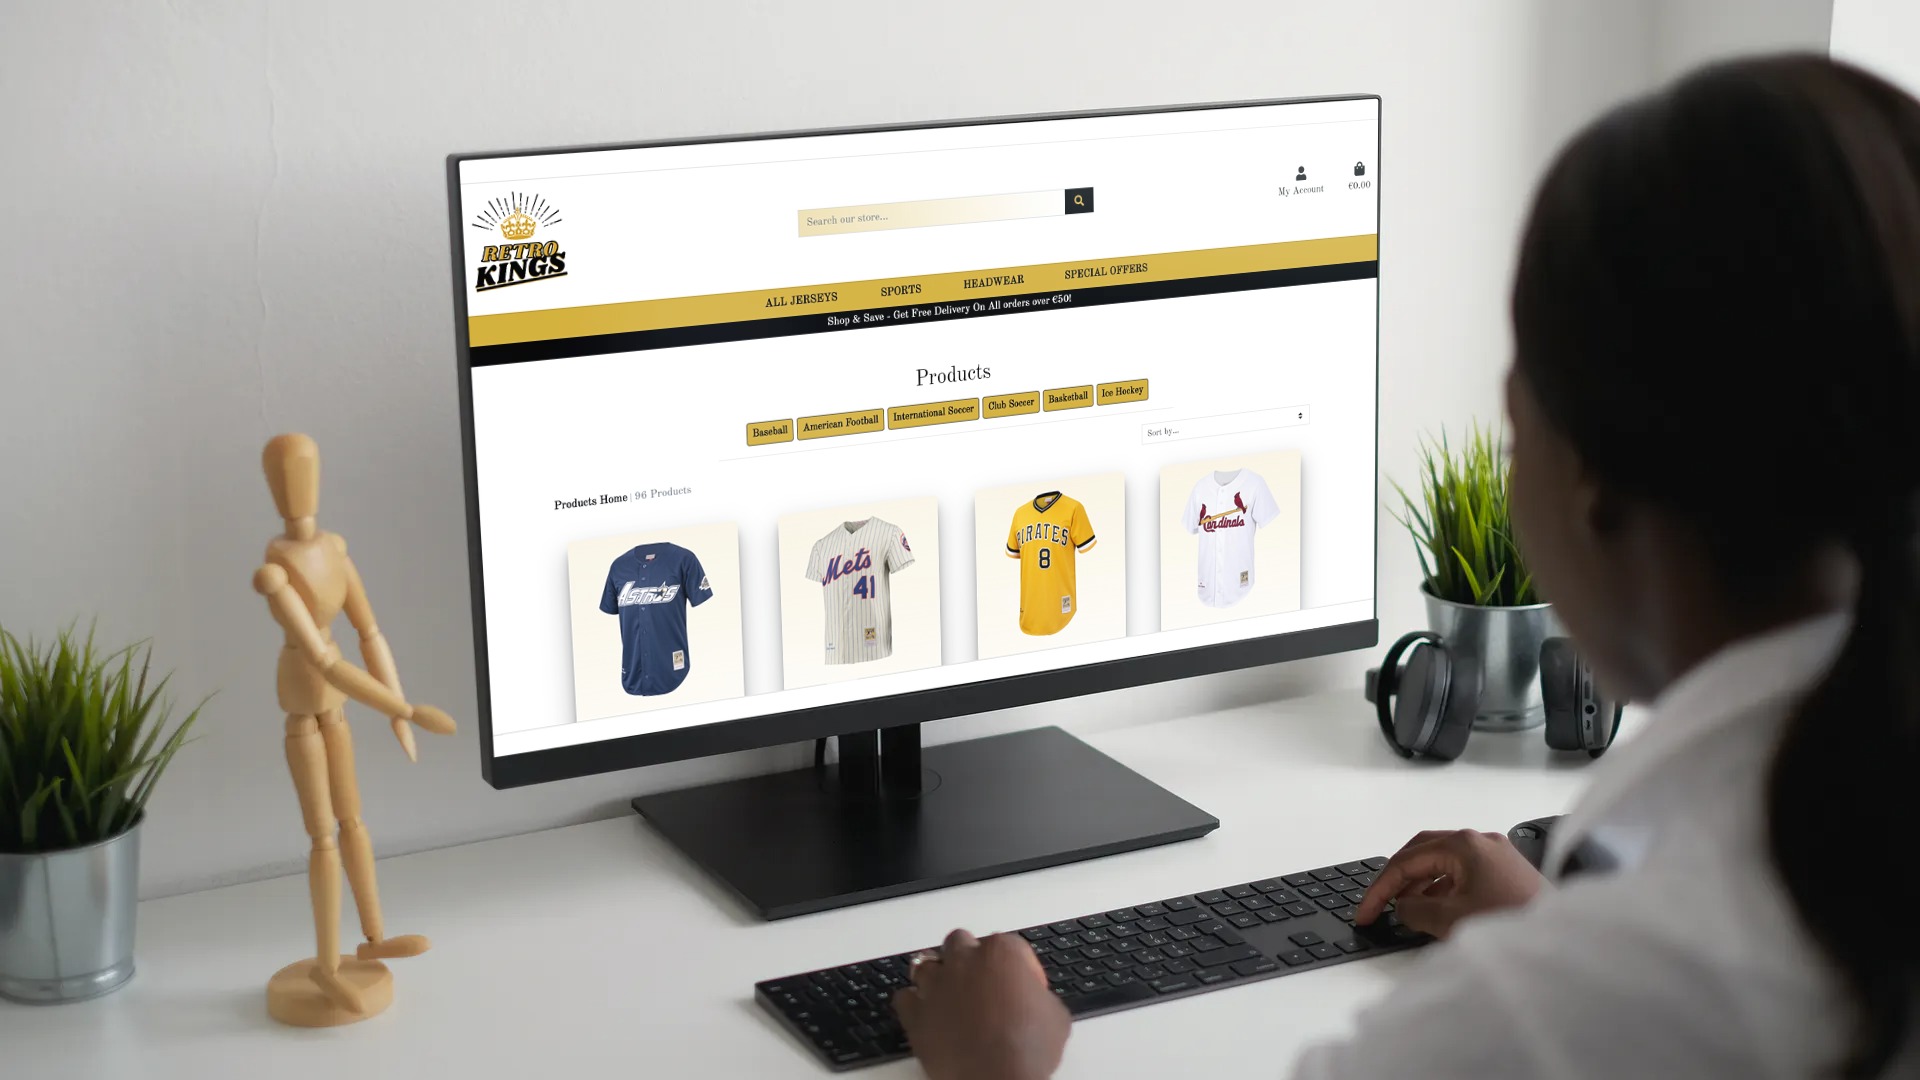 My Account
€0.00
Search our store...
RETRO
KINGS
ALL JERSEYS
SPORTS
HEADWEAR
SPECIAL OFFERS
Shop & Save - Get Free Delivery On All orders over €50!
Products
Baseball
American Football
International Soccer
Club Soccer
Basketball
Ice Hockey
Sort by...
Products Home | 96 Products
ASTROS
Mets
41
PIRATES
8
Cardinals